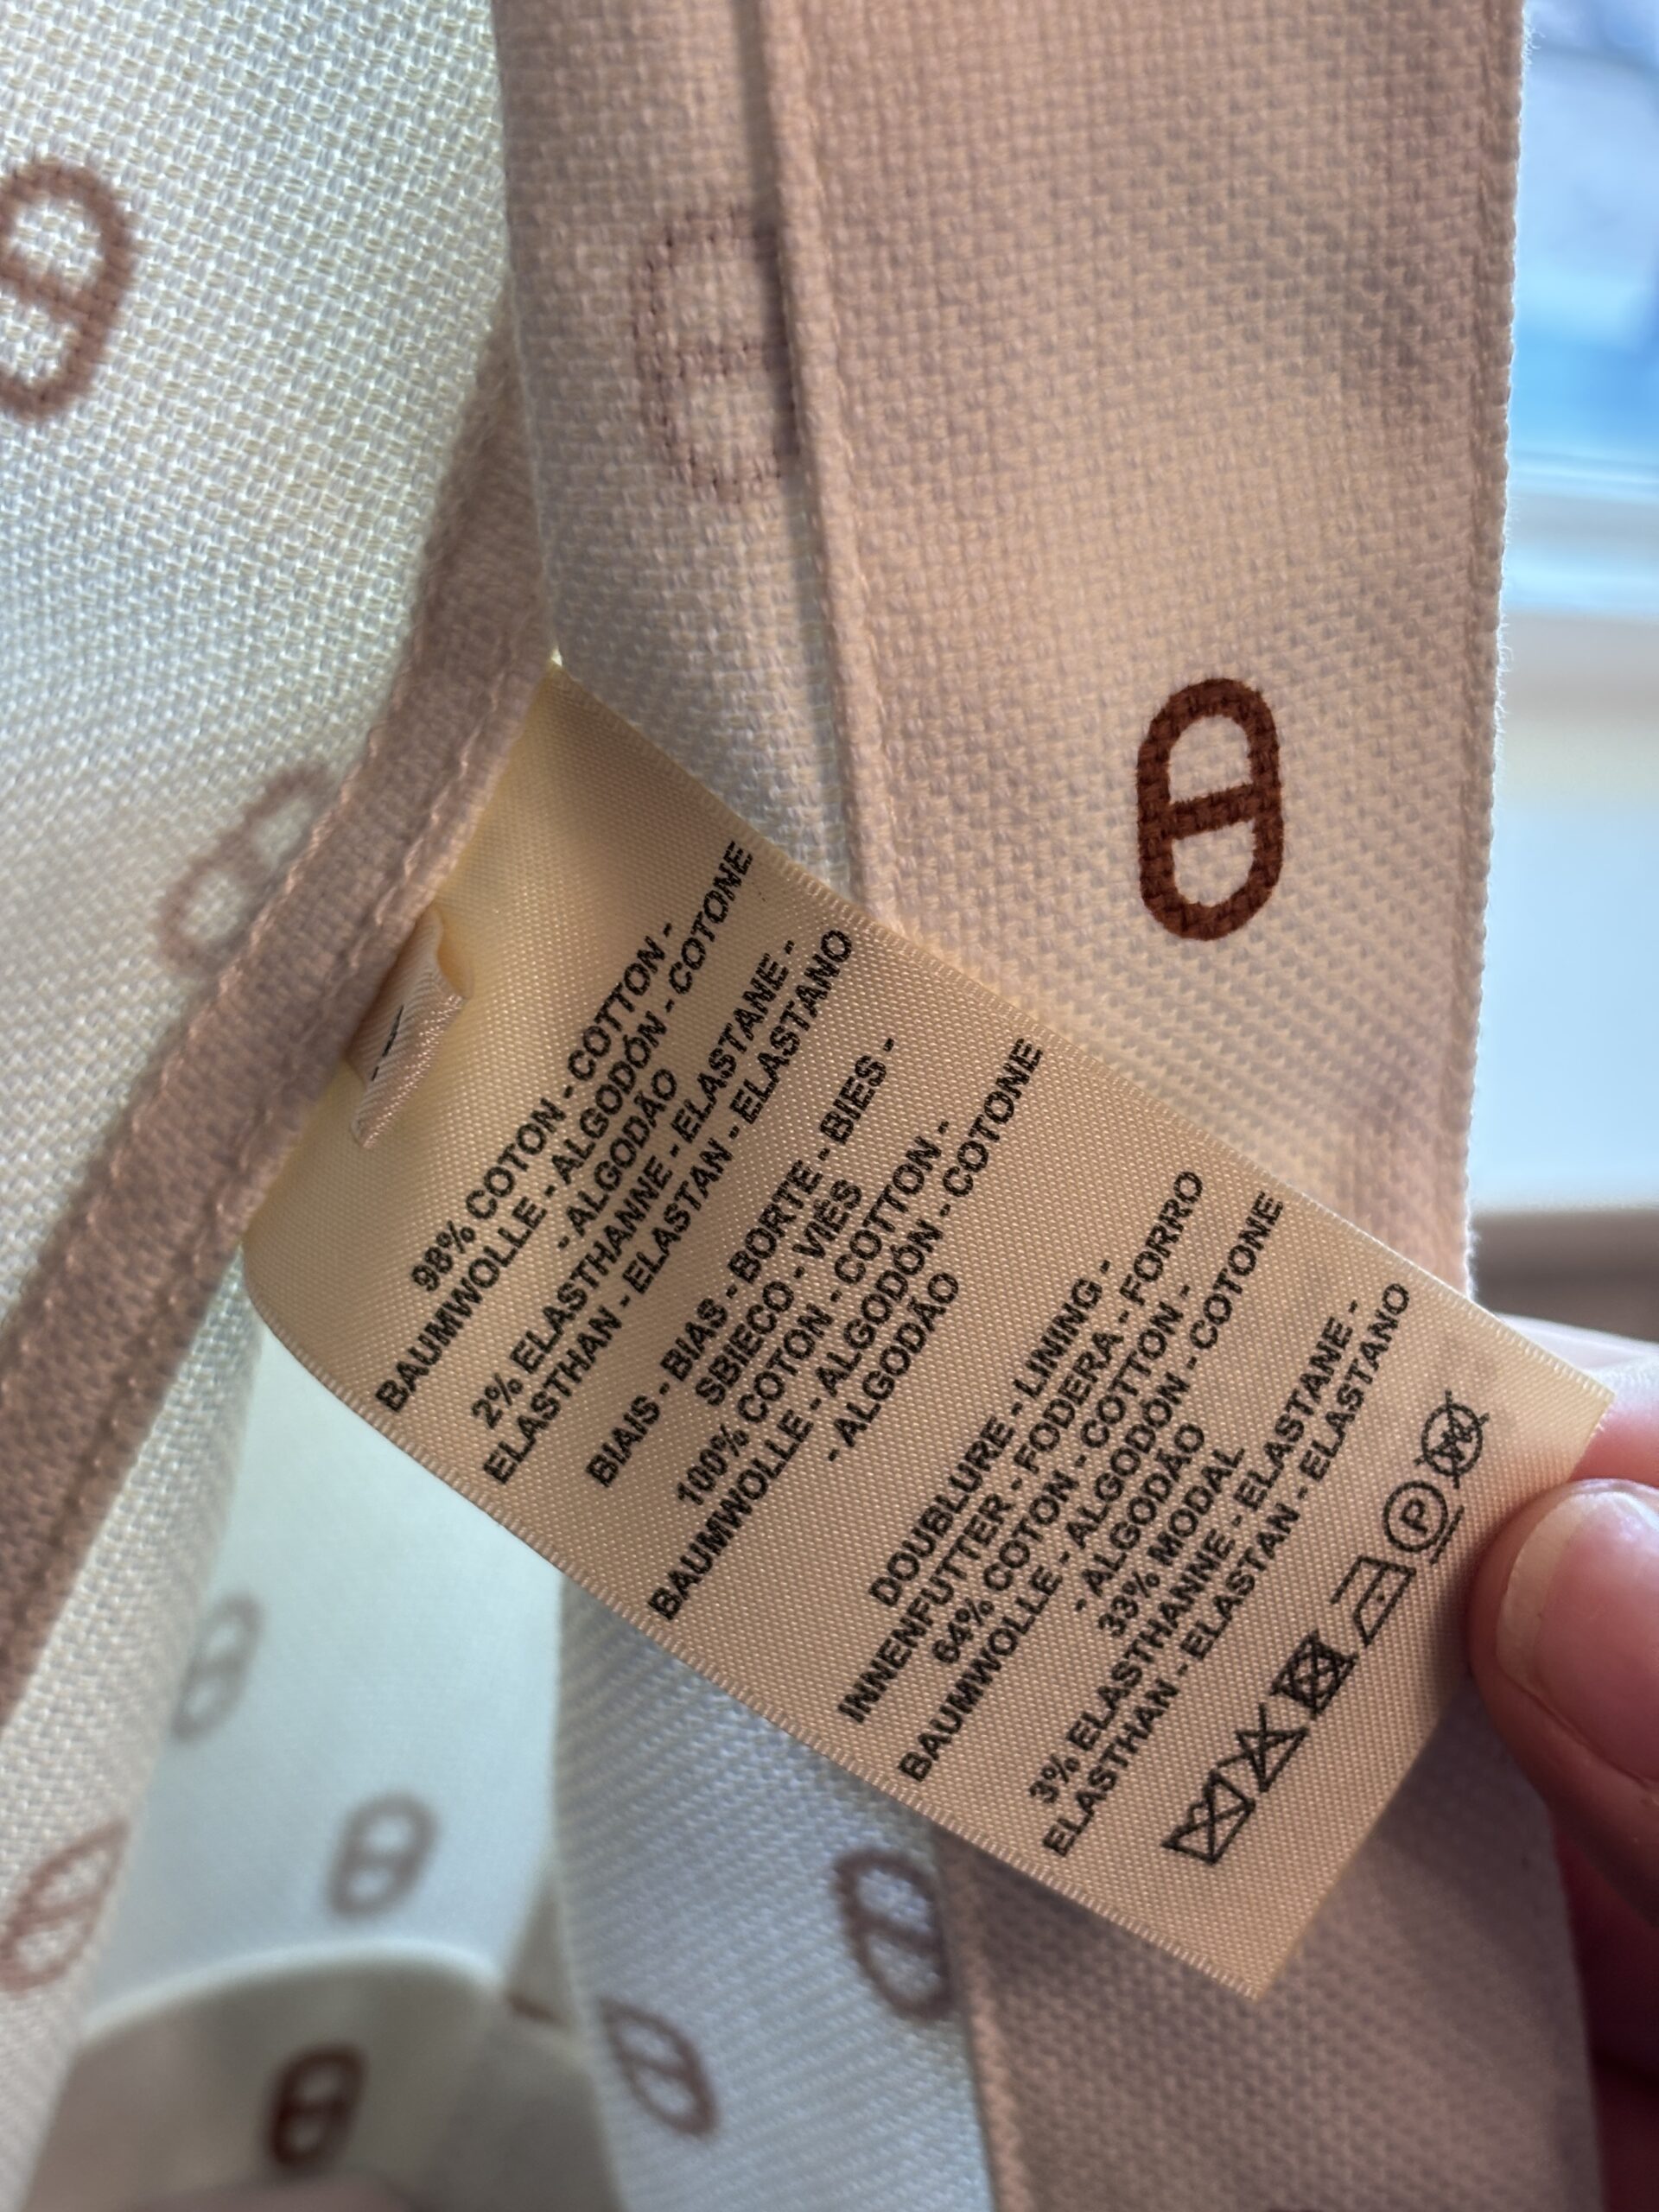 98% COTON - COTTON -
BAUMWOLLE - ALGODÓN - COTONE
- ALGODÃO
2% ELASTHANNE - ELASTANE -
ELASTHAN - ELASTAN - ELASTANO
BIAIS - BIAS - BORTE - BIES -
SBIECO - VIÉS
100% COTON - COTTON -
BAUMWOLLE - ALGODÓN - COTONE
- ALGODÃO
DOUBLURE - LINING -
INNENFUTTER - FODERA - FORRO
64% COTON - COTTON -
BAUMWOLLE - ALGODÓN - COTONE
- ALGODÃO
33% MODAL
3% ELASTHANNE - ELASTANE -
ELASTHAN - ELASTAN - ELASTANO
P
W